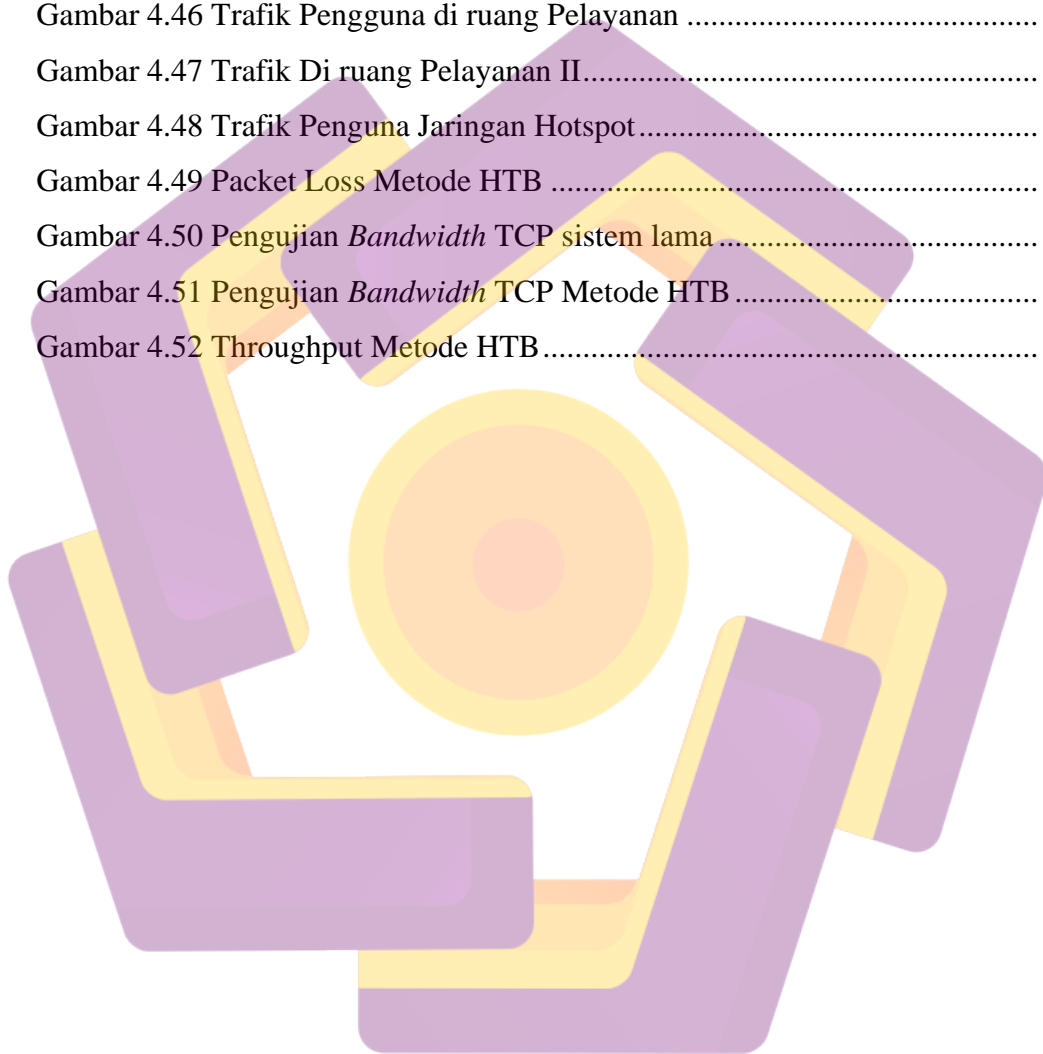 Gambar 4.46 Trafik Pengguna di ruang Pelayanan ..........................................
Gambar 4.47 Trafik Di ruang Pelayanan II.......................................................
Gambar 4.48 Trafik Penguna Jaringan Hotspot................................................
Gambar 4.49 Packet Loss Metode HTB ...........................................................
Gambar 4.50 Pengujian Bandwidth TCP sistem lama.......................................
Gambar 4.51 Pengujian Bandwidth TCP Metode HTB.....................................
Gambar 4.52 Throughput Metode HTB............................................................